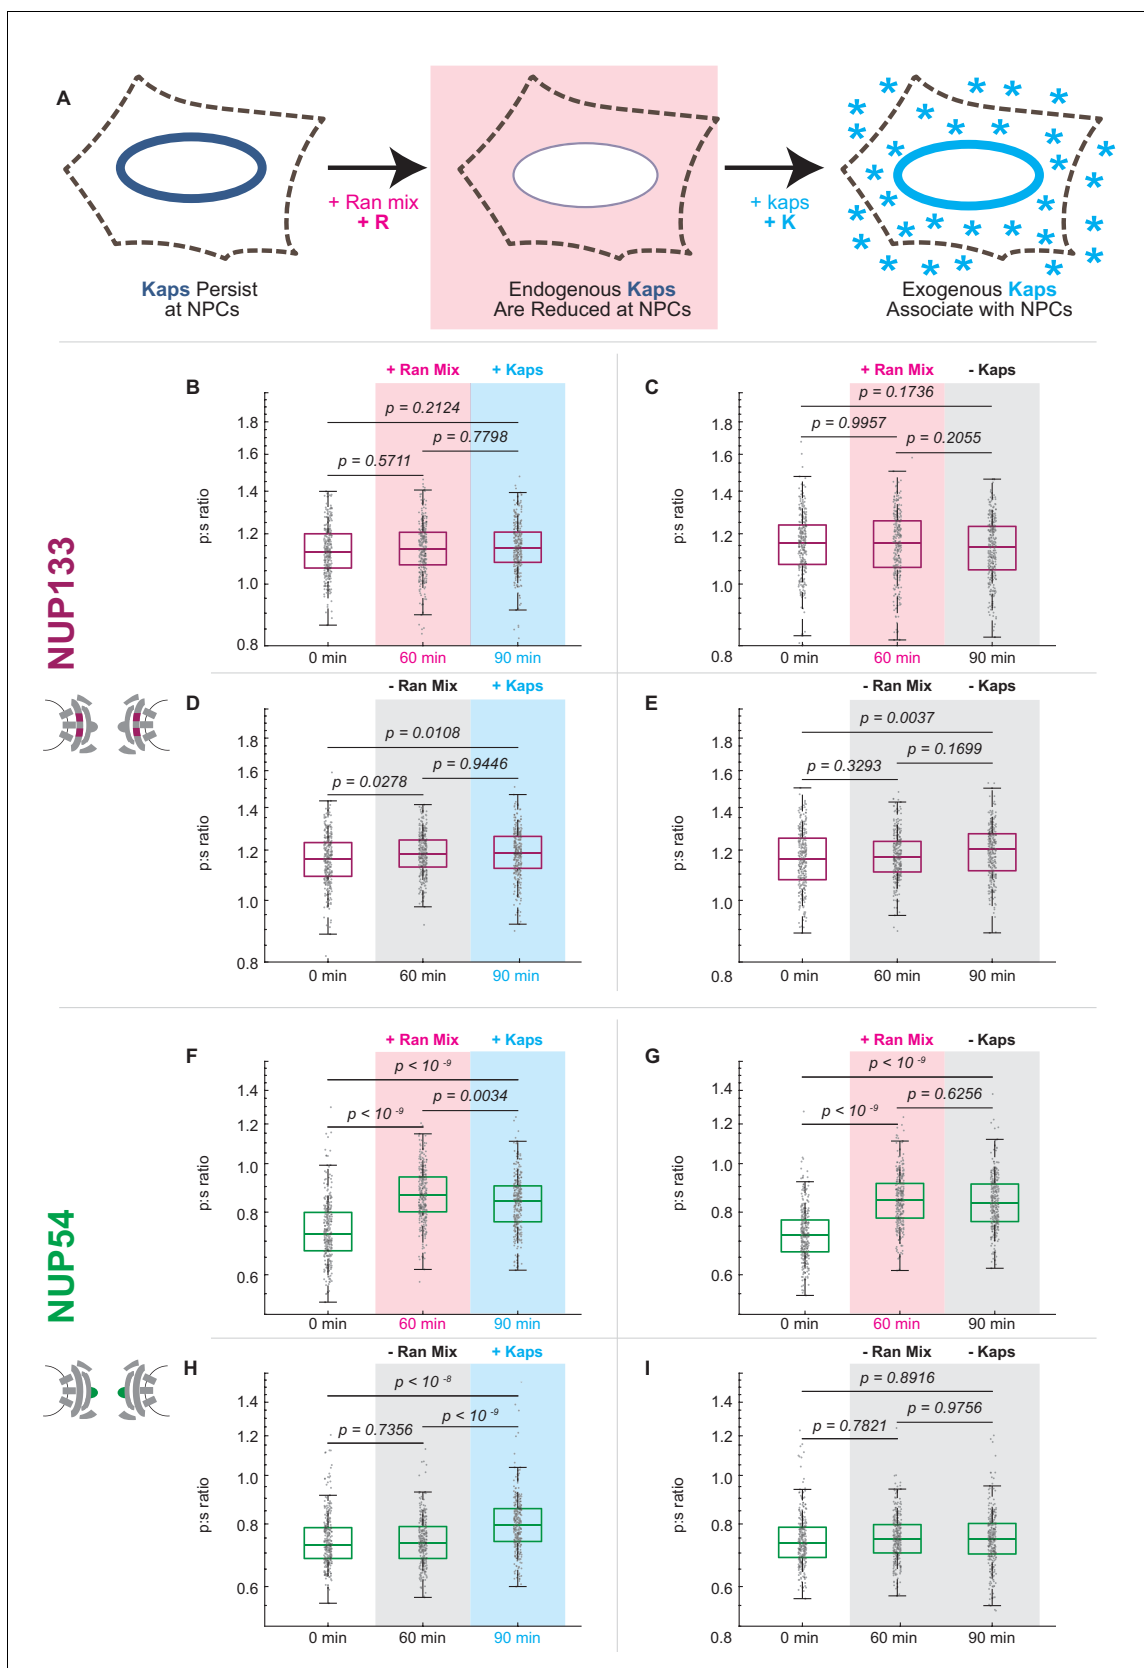 A
+ Ran mix
+ R
+ kaps
+ K
Kaps Persist
at NPCs
Endogenous Kaps
Are Reduced at NPCs
Exogenous Kaps
Associate with NPCs
NUP133
B
+ Ran Mix
+ Kaps
p = 0.2124
p = 0.7798
p = 0.5711
p:s ratio
1.8
1.6
1.4
1.2
1.0
0.8
0 min
60 min
90 min
C
+ Ran Mix
- Kaps
p = 0.1736
p = 0.9957
p = 0.2055
p:s ratio
1.8
1.6
1.4
1.2
1.0
0.8
0 min
60 min
90 min
D
- Ran Mix
+ Kaps
p = 0.0108
p = 0.9446
p = 0.0278
p:s ratio
1.8
1.6
1.4
1.2
1.0
0.8
0 min
60 min
90 min
E
- Ran Mix
- Kaps
p = 0.0037
p = 0.1699
p = 0.3293
p:s ratio
1.8
1.6
1.4
1.2
1.0
0.8
0 min
60 min
90 min
NUP54
F
+ Ran Mix
+ Kaps
p < 10 -9
p = 0.0034
p < 10 -9
p:s ratio
1.4
1.2
1.0
0.8
0.6
0 min
60 min
90 min
G
+ Ran Mix
- Kaps
p < 10 -9
p = 0.6256
p < 10 -9
p:s ratio
1.4
1.2
1.0
0.8
0.6
0 min
60 min
90 min
H
- Ran Mix
+ Kaps
p < 10 -8
p < 10 -9
p = 0.7356
p:s ratio
1.4
1.2
1.0
0.8
0.6
0 min
60 min
90 min
I
- Ran Mix
- Kaps
p = 0.8916
p = 0.9756
p = 0.7821
p:s ratio
1.4
1.2
1.0
0.8
0.6
0.8
0 min
60 min
90 min